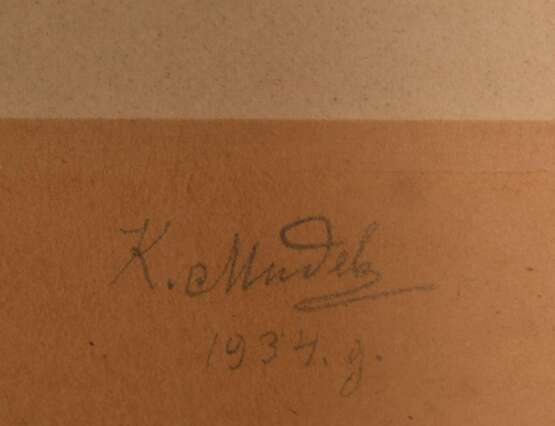 К. Мидев
1934. г.